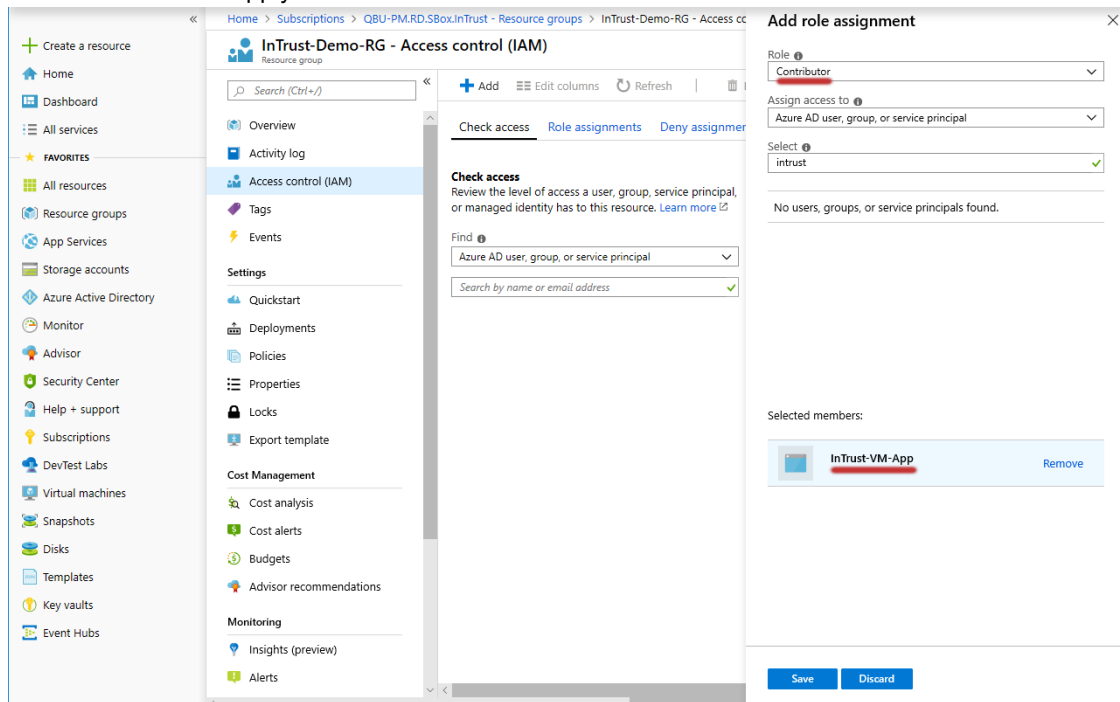 Home > Subscriptions > QBU-PM.RD.SBox.InTrust - Resource groups > InTrust-Demo-RG - Access
InTrust-Demo-RG - Access control (IAM)
Resource group
«
Create a resource
Home
Dashboard
All services
FAVORITES
All resources
Resource groups
App Services
Storage accounts
Azure Active Directory
Monitor
Advisor
Security Center
Help + support
Subscriptions
DevTest Labs
Virtual machines
Snapshots
Disks
Templates
Key vaults
Event Hubs
Search (Ctrl+/)
«
Overview
Activity log
Access control (IAM)
Tags
Events
Settings
Quickstart
Deployments
Policies
Properties
Locks
Export template
Cost Management
Cost analysis
Cost alerts
Budgets
Advisor recommendations
Monitoring
Insights (preview)
Alerts
Add Edit columns Refresh
Check access Role assignments Deny
Check access
Review the level of access a user, group, service principal,
or managed identity has to this resource. Learn more
Find
Azure AD user, group, or service principal
Search by name or email address
Add role assignment
Role
Contributor
Assign access to
Azure AD user, group, or service principal
Select
intrust
No users, groups, or service principals found.
Selected members:
InTrust-VM-App
Remove
Save Discard